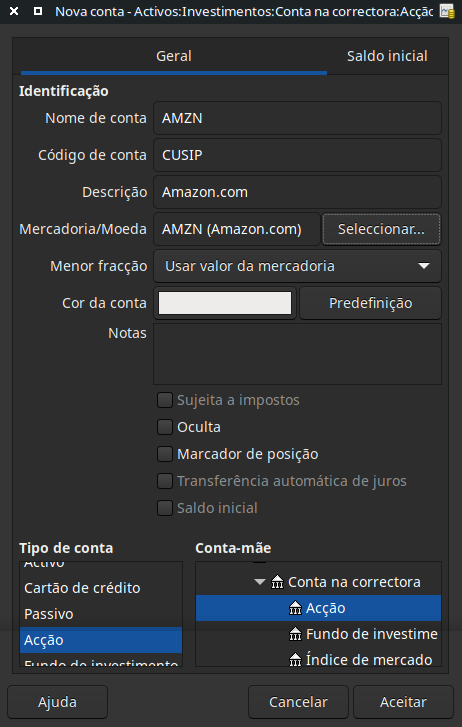 Nova conta - Activos:Investimentos:Conta na correctora:Acção
Geral
Saldo inicial
Identificação
Nome de conta AMZN
Código de conta CUSIP
Descrição Amazon.com
Mercadoria/Moeda AMZN (Amazon.com) Seleccionar...
Menor fracção Usar valor da mercadoria
Cor da conta Predefinição
Notas
Sujeita a impostos
Oculta
Marcador de posição
Transferência automática de juros
Saldo inicial
Tipo de conta
Activo
Cartão de crédito
Passivo
Acção
Fundo de investimento
Conta-mãe
Conta na correctora
Acção
Fundo de investime
Índice de mercado
Ajuda
Cancelar
Aceitar